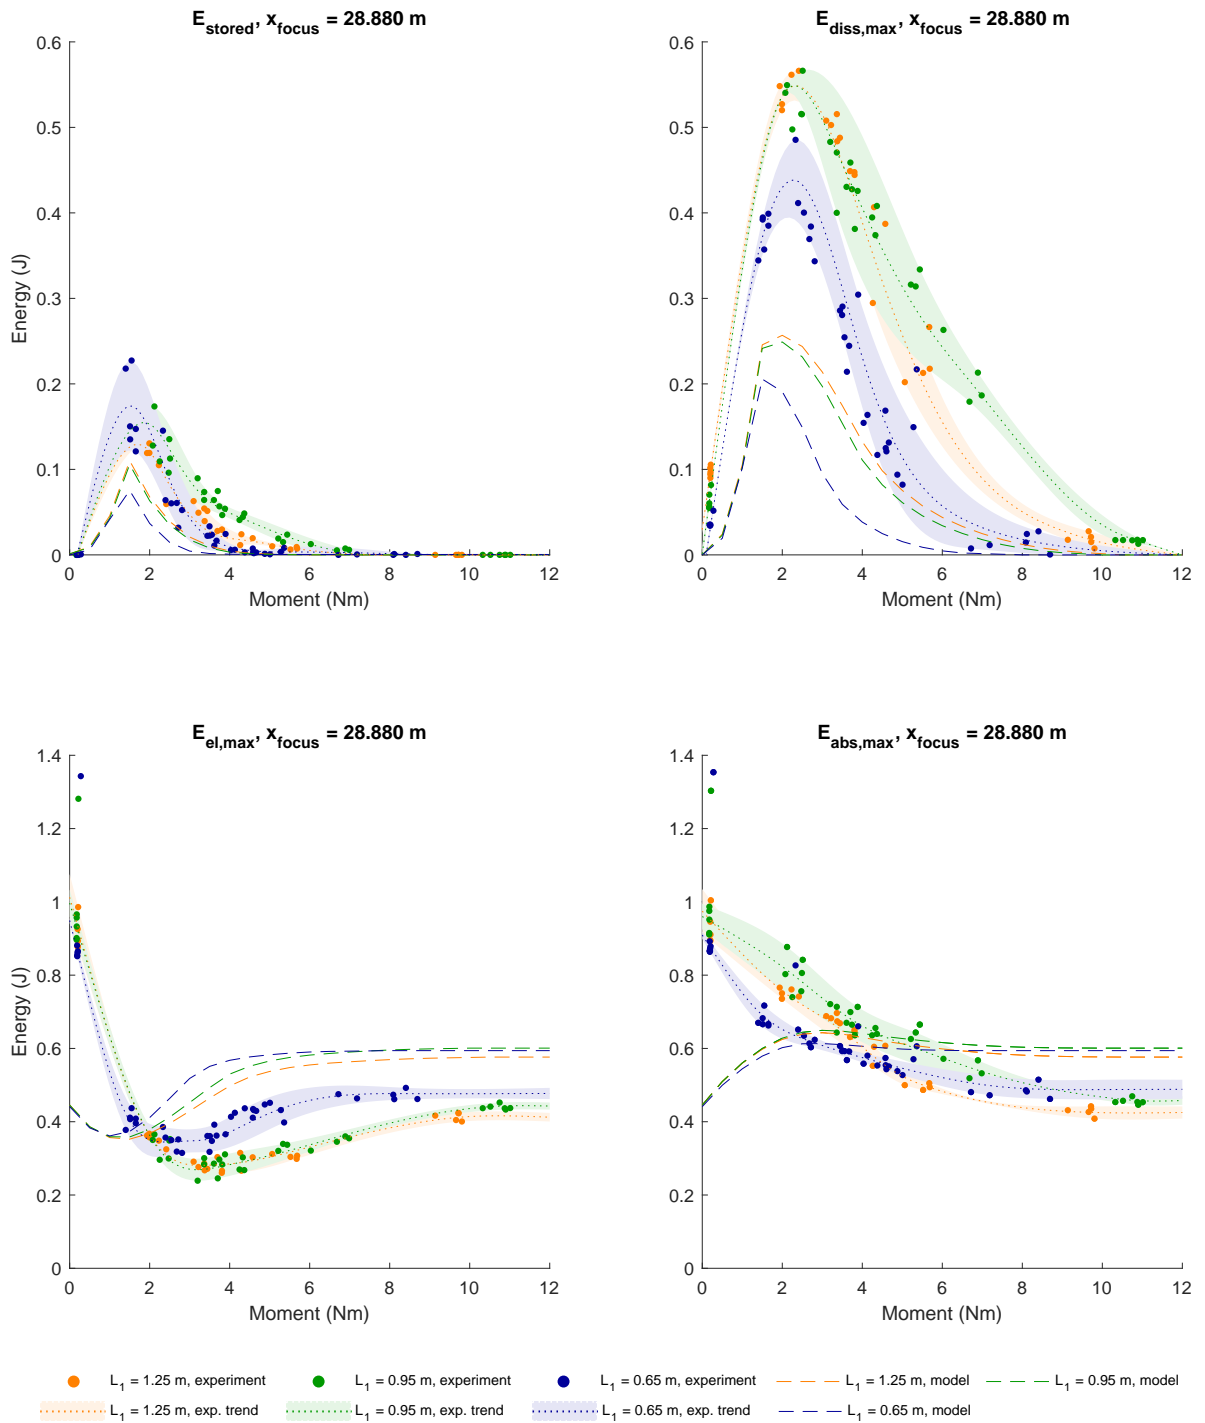 E_stored, x_focus = 28.880 m
E_diss,max, x_focus = 28.880 m
0.6
0.5
0.4
0.3
0.2
0.1
0
Energy (J)
0 2 4 6 8 10 12
Moment (Nm)
0.6
0.5
0.4
0.3
0.2
0.1
0
0 2 4 6 8 10 12
Moment (Nm)
E_el,max, x_focus = 28.880 m
E_abs,max, x_focus = 28.880 m
1.4
1.2
1
0.8
0.6
0.4
0.2
0
Energy (J)
0 2 4 6 8 10 12
Moment (Nm)
1.4
1.2
1
0.8
0.6
0.4
0.2
0
0 2 4 6 8 10 12
Moment (Nm)
L_1 = 1.25 m, experiment
L_1 = 0.95 m, experiment
L_1 = 0.65 m, experiment
L_1 = 1.25 m, model
L_1 = 0.95 m, model
L_1 = 1.25 m, exp. trend
L_1 = 0.95 m, exp. trend
L_1 = 0.65 m, exp. trend
L_1 = 0.65 m, model